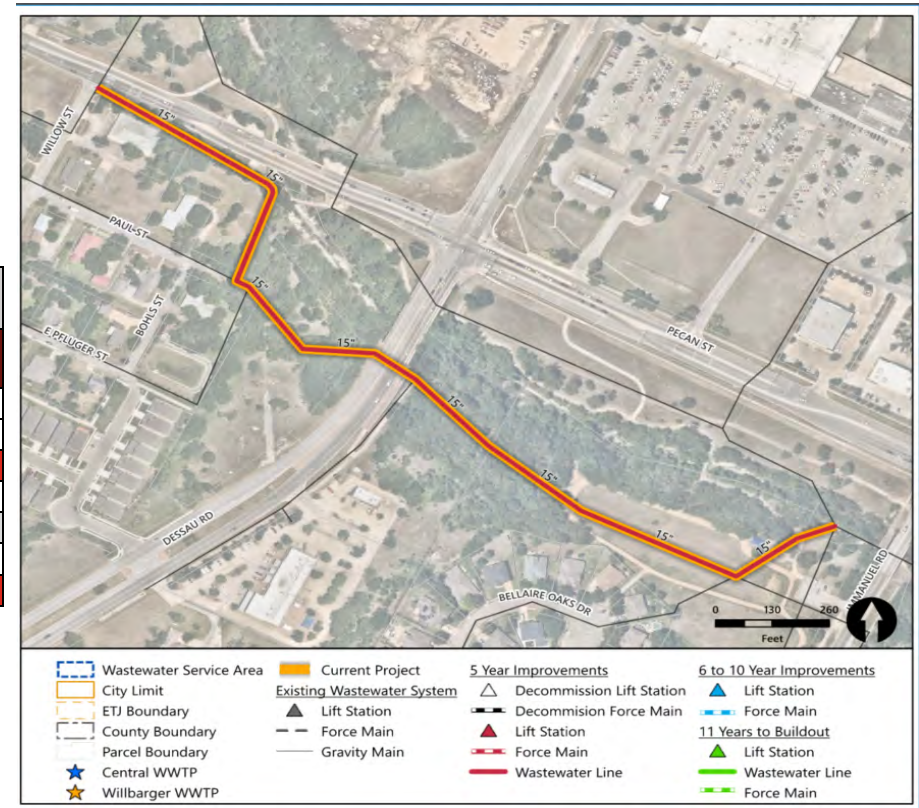 WILLOW ST
15"
15"
PAUL ST
15"
BOHLS ST
E PFLUGER ST
15"
PECAN ST
15"
15"
DESSAU RD
15"
15"
BELLAIRE OAKS DR
IMMANUEL RD
0 130 260
Feet
Wastewater Service Area
City Limit
ETJ Boundary
County Boundary
Parcel Boundary
Central WWTP
Willbarger WWTP
Current Project
Existing Wastewater System
Lift Station
Force Main
Gravity Main
5 Year Improvements
Decommission Lift Station
Decommision Force Main
Lift Station
Force Main
Wastewater Line
6 to 10 Year Improvements
Lift Station
Force Main
11 Years to Buildout
Lift Station
Wastewater Line
Force Main